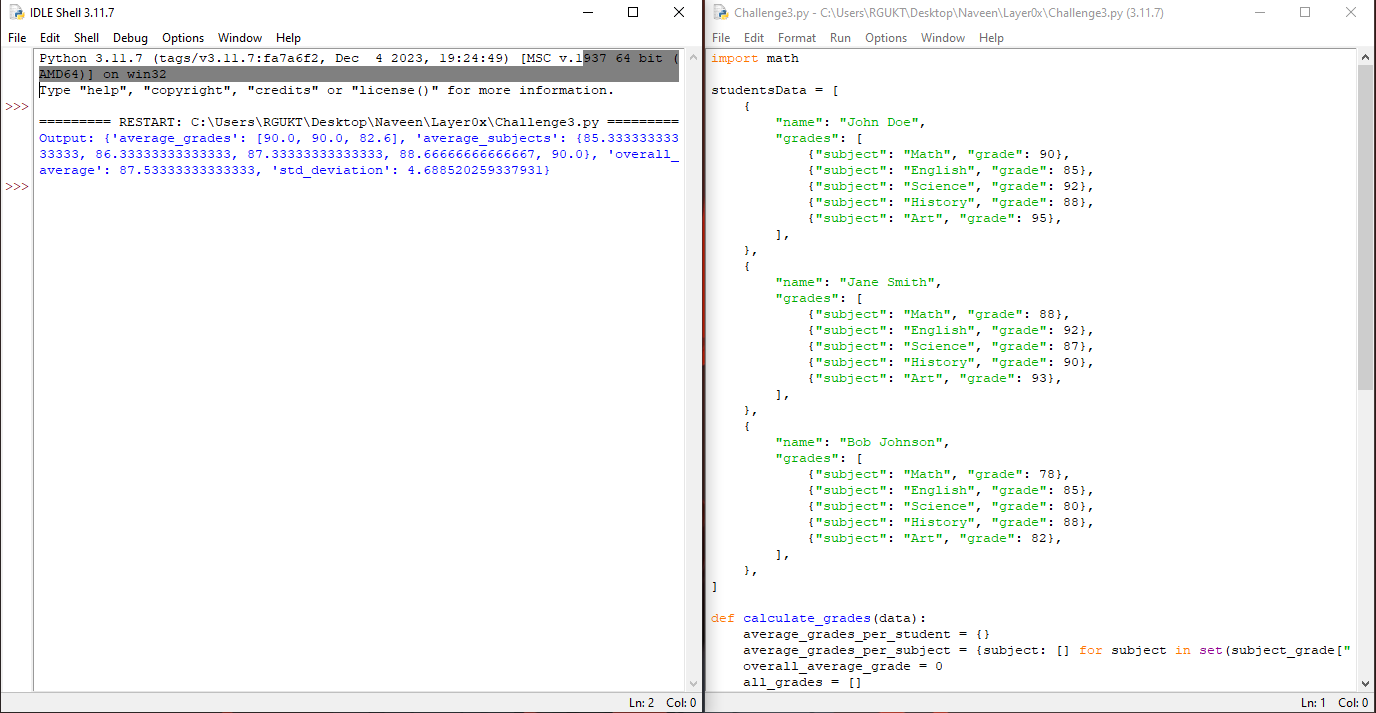 IDLE Shell 3.11.7
File Edit Shell Debug Options Window Help
Python 3.11.7 (tags/v3.11.7:fa7a6f2, Dec  4 2023, 19:24:49) [MSC v.1937 64 bit (
AMD64)] on win32
Type "help", "copyright", "credits" or "license()" for more information.
>>>
========= RESTART: C:\Users\RGUKT\Desktop\Naveen\Layer0x\Challenge3.py =========
Output: {'average_grades': [90.0, 90.0, 82.6], 'average_subjects': {85.333333333
33333, 86.33333333333333, 87.33333333333333, 88.66666666666667, 90.0}, 'overall_
average': 87.53333333333333, 'std_deviation': 4.688520259337931}
>>>
Ln: 2 Col: 0
Challenge3.py - C:\Users\RGUKT\Desktop\Naveen\Layer0x\Challenge3.py (3.11.7)
File Edit Format Run Options Window Help
import math
studentsData = [
    {
        "name": "John Doe",
        "grades": [
            {"subject": "Math", "grade": 90},
            {"subject": "English", "grade": 85},
            {"subject": "Science", "grade": 92},
            {"subject": "History", "grade": 88},
            {"subject": "Art", "grade": 95},
        ],
    },
    {
        "name": "Jane Smith",
        "grades": [
            {"subject": "Math", "grade": 88},
            {"subject": "English", "grade": 92},
            {"subject": "Science", "grade": 87},
            {"subject": "History", "grade": 90},
            {"subject": "Art", "grade": 93},
        ],
    },
    {
        "name": "Bob Johnson",
        "grades": [
            {"subject": "Math", "grade": 78},
            {"subject": "English", "grade": 85},
            {"subject": "Science", "grade": 80},
            {"subject": "History", "grade": 88},
            {"subject": "Art", "grade": 82},
        ],
    },
]
def calculate_grades(data):
    average_grades_per_student = {}
    average_grades_per_subject = {subject: [] for subject in set(subject_grade["
    overall_average_grade = 0
    all_grades = []
Ln: 1 Col: 0